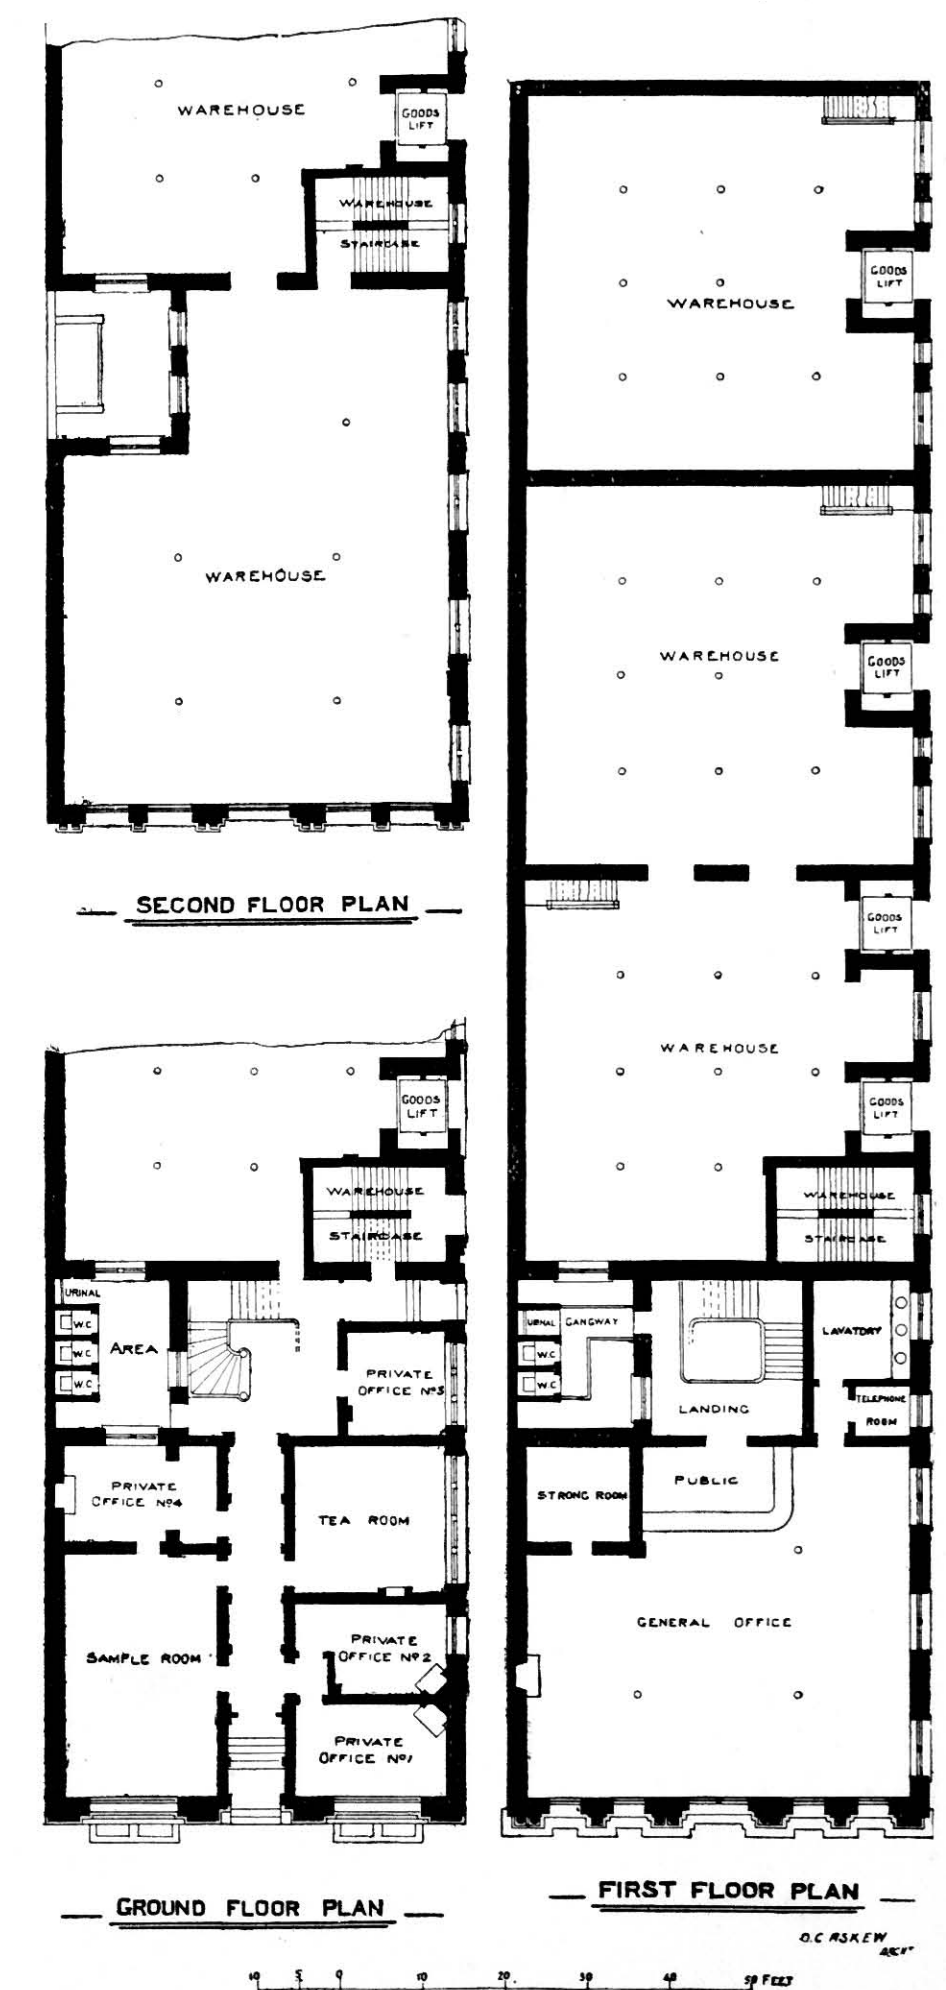 WAREHOUSE
GOODS
LIFT
WAREHOUSE
STAIRCASE
WAREHOUSE
SECOND FLOOR PLAN
GOODS
LIFT
WAREHOUSE
STAIRCASE
URINAL
W.C
W.C
W.C
AREA
PRIVATE
OFFICE No3
PRIVATE
OFFICE No4
TEA ROOM
SAMPLE ROOM
PRIVATE
OFFICE No2
PRIVATE
OFFICE No1
GROUND FLOOR PLAN
GOODS
LIFT
WAREHOUSE
WAREHOUSE
GOODS
LIFT
GOODS
LIFT
WAREHOUSE
GOODS
LIFT
WAREHOUSE
STAIRCASE
URINAL
GANGWAY
W.C
W.C
LAVATORY
LANDING
TELEPHONE
ROOM
PUBLIC
STRONG ROOM
GENERAL OFFICE
FIRST FLOOR PLAN
D.C ASKEW
ARCHT
10 5 0 10 20 30 40 50 FEET